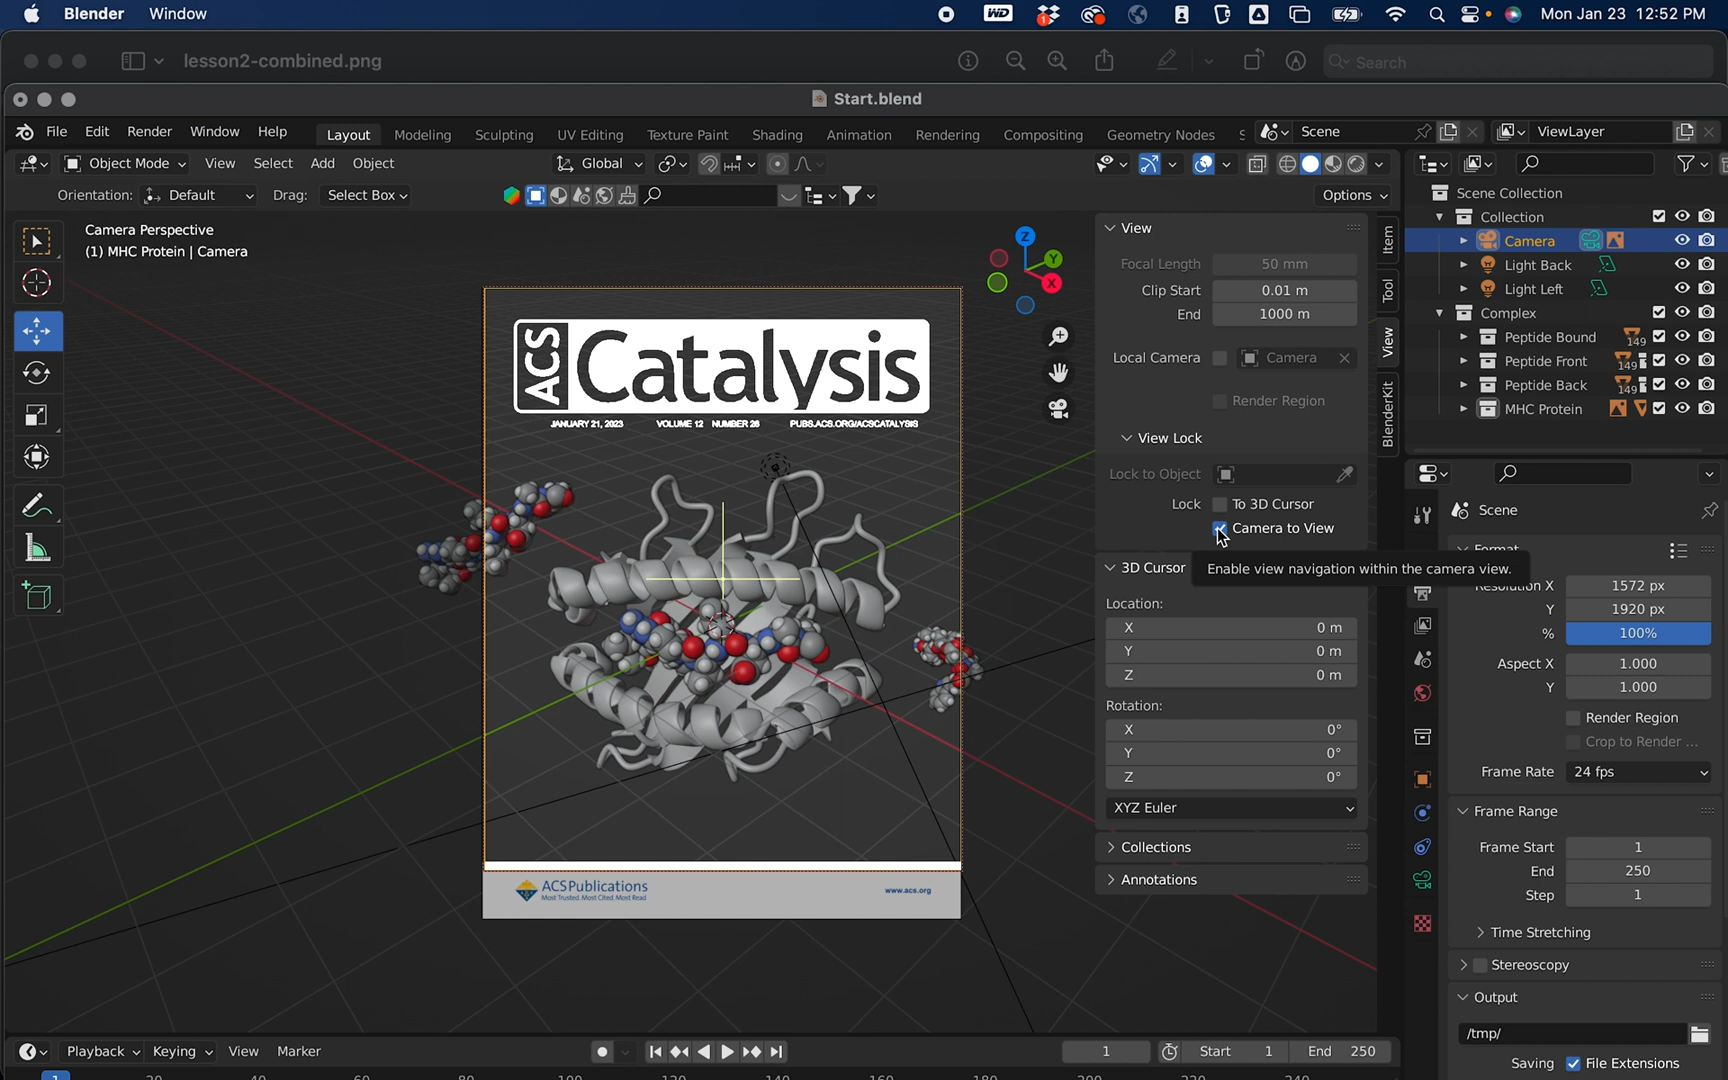 Blender Window WD 1 Mon Jan 23 12:52 PM
lesson2-combined.png Search
Start.blend
File Edit Render Window Help Layout Modeling Sculpting UV Editing Texture Paint Shading Animation Rendering Compositing Geometry Nodes S Scene ViewLayer
Object Mode View Select Add Object Global
Orientation: Default Drag: Select Box Options
Camera Perspective
(1) MHC Protein | Camera
Z
Y
X
ACS Catalysis
JANUARY 21, 2023 VOLUME 12 NUMBER 26 PUBS.ACS.ORG/ACSCATALYSIS
ACSPublications
Most Trusted. Most Cited. Most Read
www.acs.org
View
Focal Length 50 mm
Clip Start 0.01 m
End 1000 m
Local Camera Camera
Render Region
View Lock
Lock to Object
Lock To 3D Cursor
Camera to View
Enable view navigation within the camera view.
3D Cursor
Location:
X 0 m
Y 0 m
Z 0 m
Rotation:
X 0°
Y 0°
Z 0°
XYZ Euler
Collections
Annotations
Item
Tool
View
BlenderKit
Scene Collection
Collection
Camera
Light Back
Light Left
Complex
Peptide Bound 149
Peptide Front 149
Peptide Back 149
MHC Protein
Scene
Format
Resolution X 1572 px
Y 1920 px
% 100%
Aspect X 1.000
Y 1.000
Render Region
Crop to Render ...
Frame Rate 24 fps
Frame Range
Frame Start 1
End 250
Step 1
Time Stretching
Stereoscopy
Output
/tmp/
Saving File Extensions
Playback Keying View Marker 1 Start 1 End 250
1 20 40 60 80 100 120 140 160 180 200 220 240